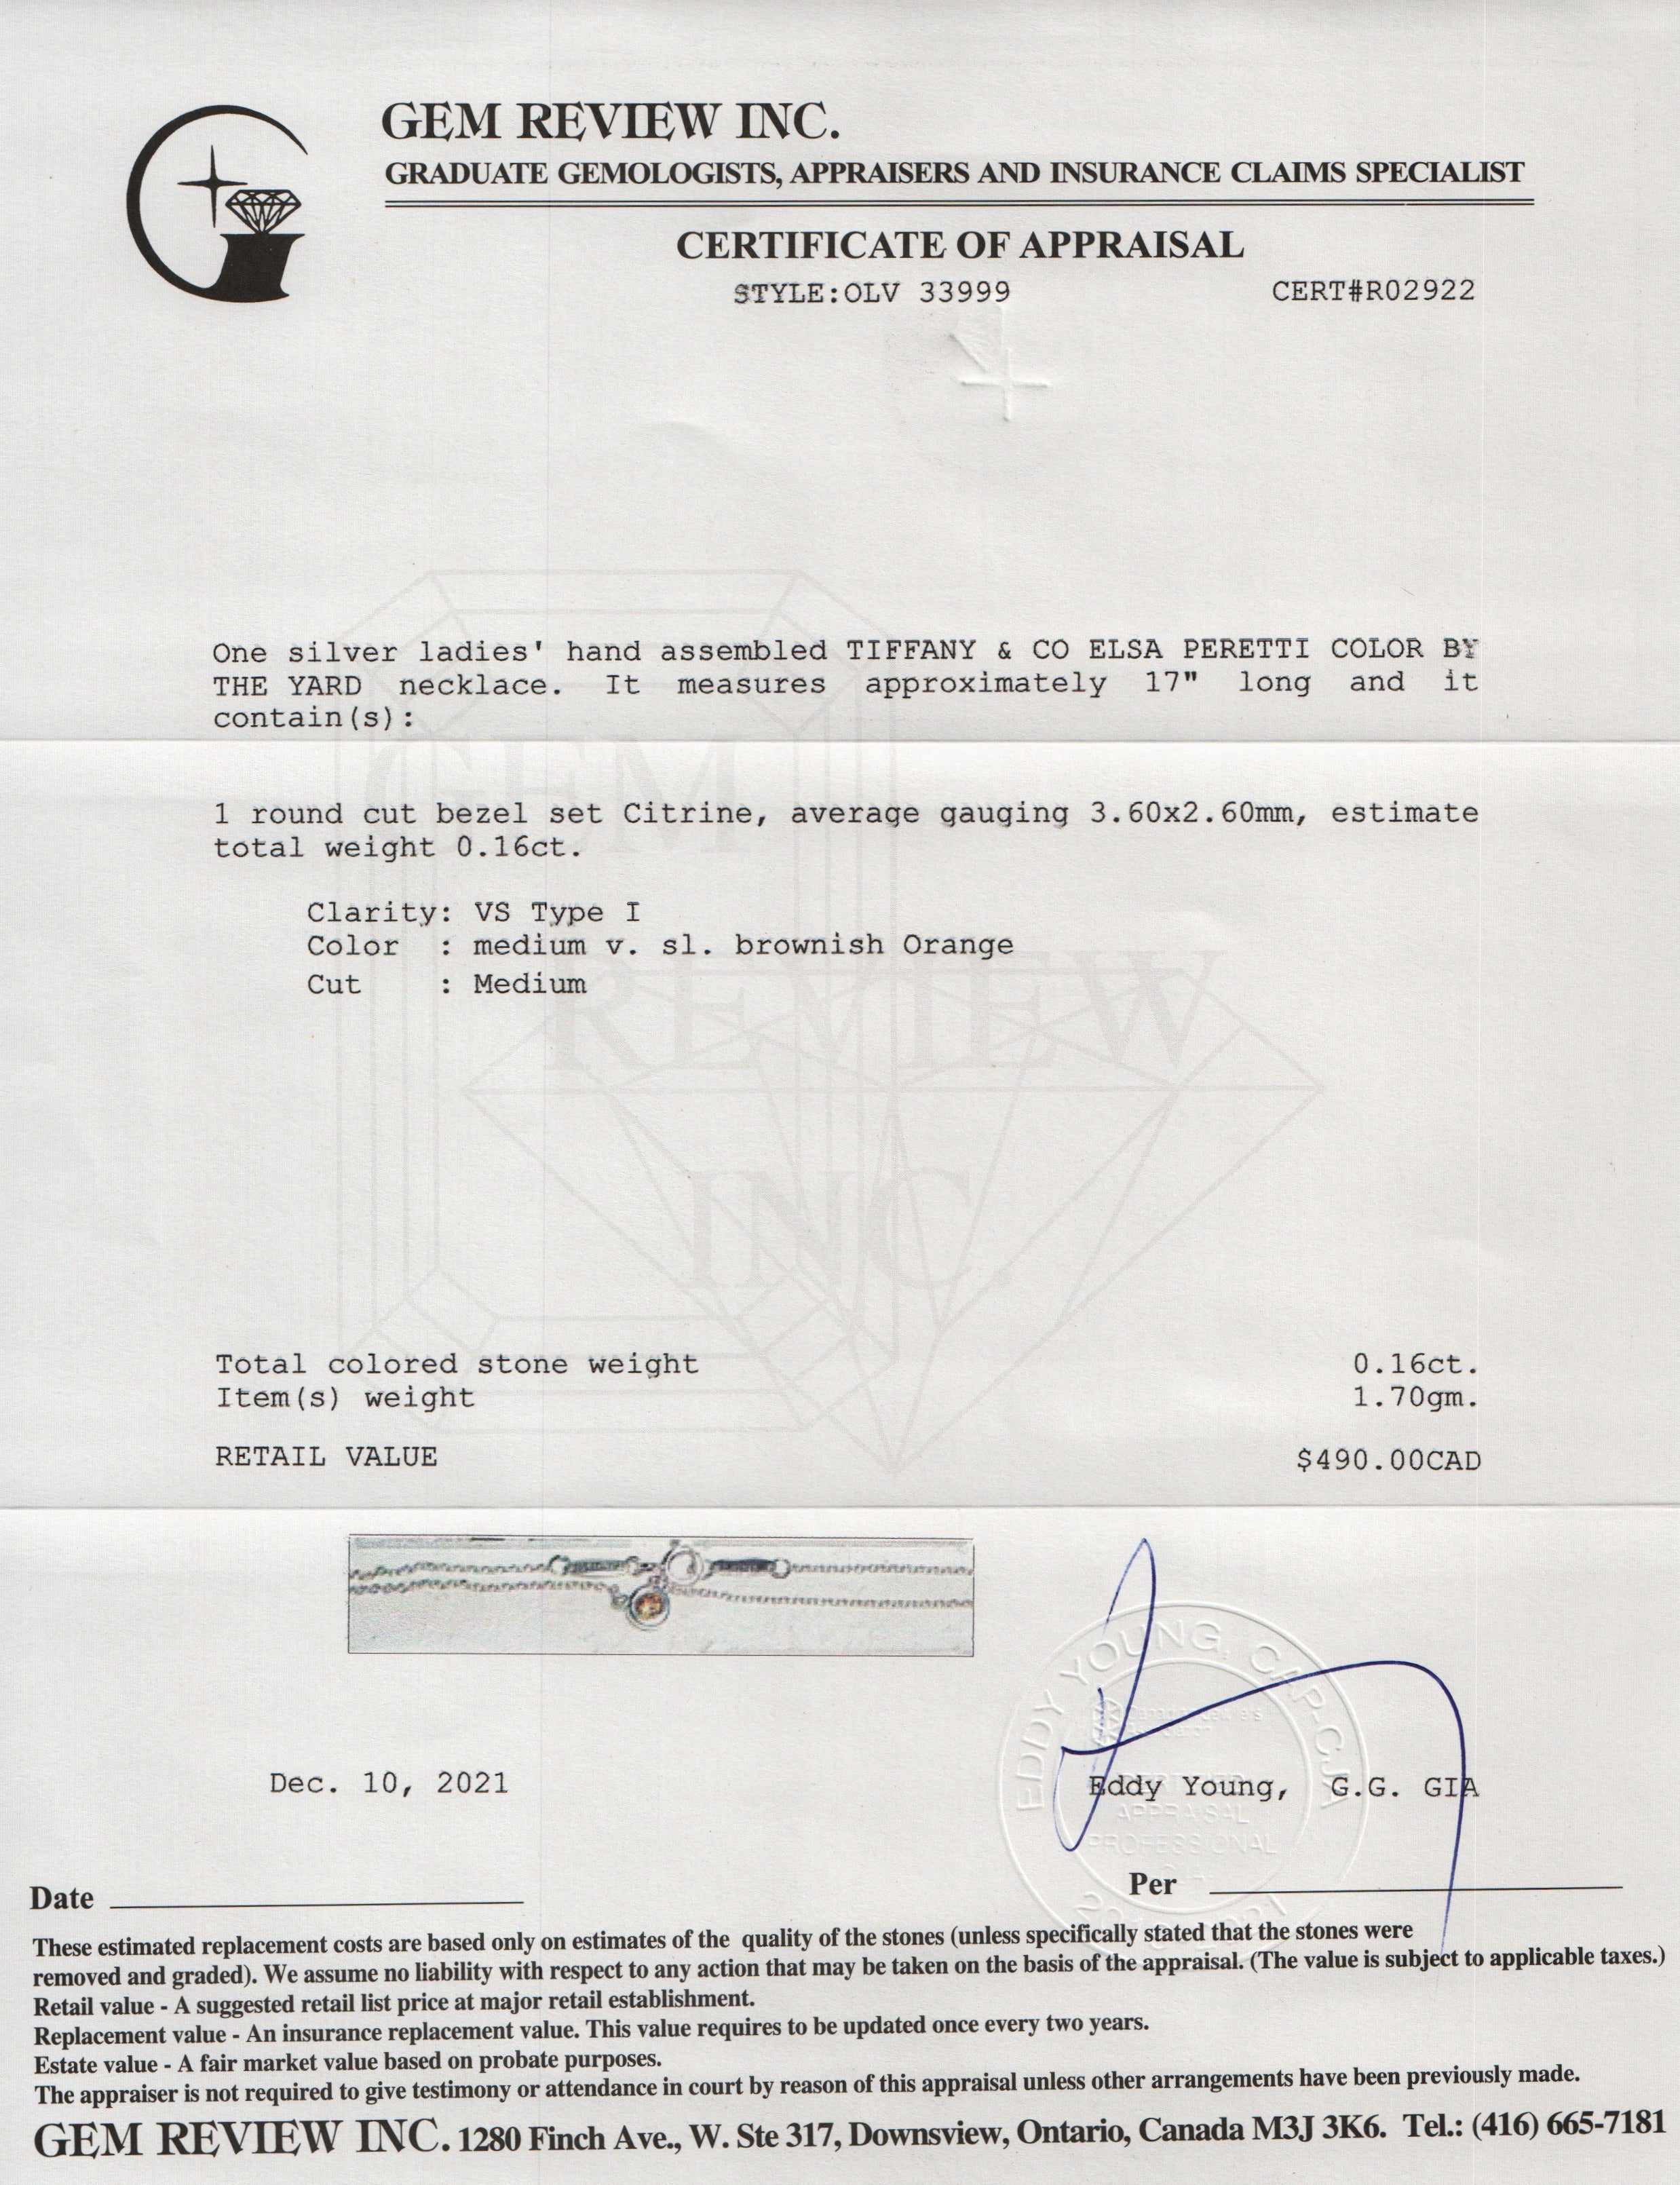 GEM REVIEW INC.
GRADUATE GEMOLOGISTS, APPRAISERS AND INSURANCE CLAIMS SPECIALIST
CERTIFICATE OF APPRAISAL
STYLE:OLV 33999 CERT#R02922
One silver ladies' hand assembled TIFFANY & CO ELSA PERETTI COLOR BY
THE YARD necklace. It measures approximately 17" long and it
contain(s):
GEM
1 round cut bezel set Citrine, average gauging 3.60x2.60mm, estimate
total weight 0.16ct.
Clarity: VS Type I
Color : medium v. sl. brownish Orange
Cut : Medium
REVIEW
INC.
Total colored stone weight 0.16ct.
Item(s) weight 1.70gm.
RETAIL VALUE $490.00CAD
EDDY YOUNG, CAP-CJA
Dec. 10, 2021 Eddy Young, G.G. GIA
APPRAISAL
PROFESSIONAL
Date Per
These estimated replacement costs are based only on estimates of the quality of the stones (unless specifically stated that the stones were
removed and graded). We assume no liability with respect to any action that may be taken on the basis of the appraisal. (The value is subject to applicable taxes.)
Retail value - A suggested retail list price at major retail establishment.
Replacement value - An insurance replacement value. This value requires to be updated once every two years.
Estate value - A fair market value based on probate purposes.
The appraiser is not required to give testimony or attendance in court by reason of this appraisal unless other arrangements have been previously made.
GEM REVIEW INC. 1280 Finch Ave., W. Ste 317, Downsview, Ontario, Canada M3J 3K6. Tel.: (416) 665-7181